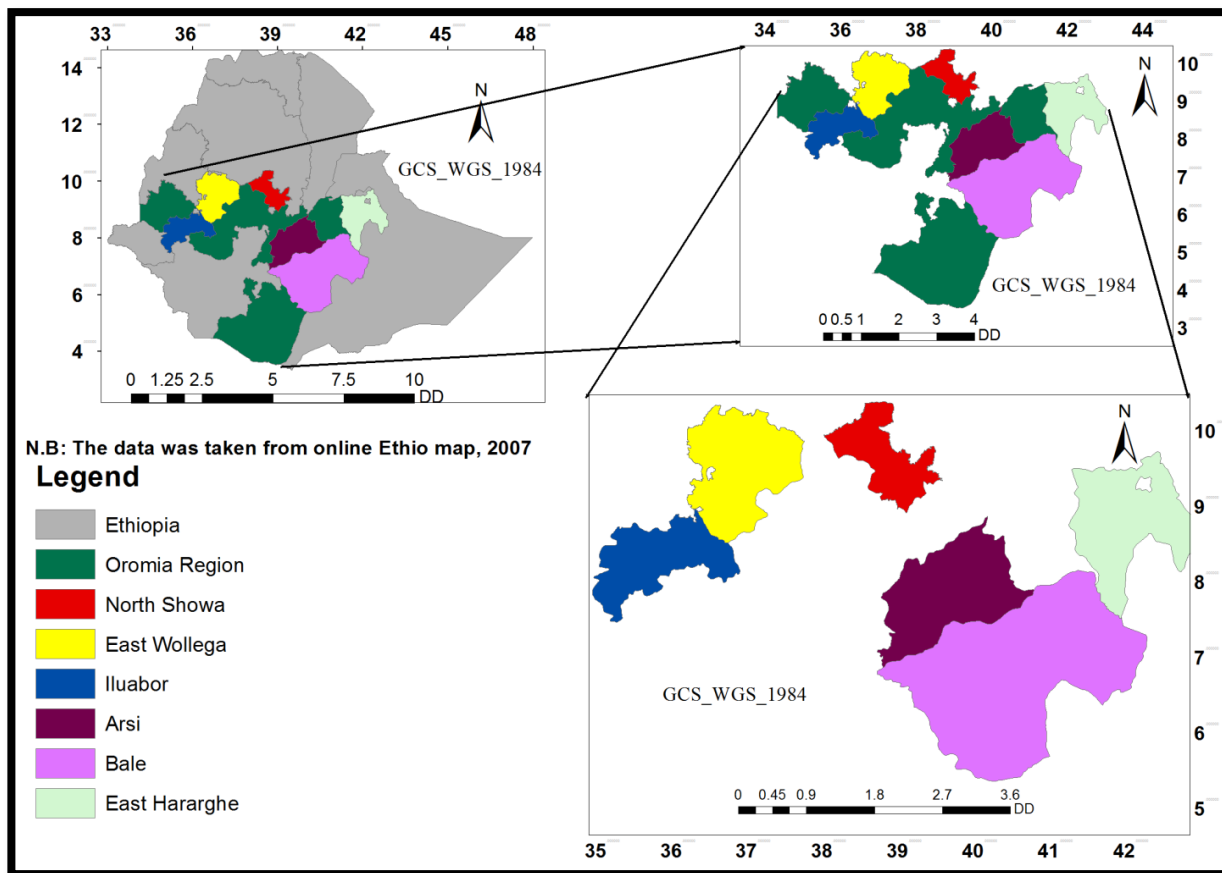 33 36 39 42 45 48
14
12
10
8
6
4
N
GCS_WGS_1984
0 1.25 2.5 5 7.5 10
DD
34 36 38 40 42 44
10
9
8
7
6
5
4
3
N
GCS_WGS_1984
0 0.5 1 2 3 4
DD
N.B: The data was taken from online Ethio map, 2007
Legend
Ethiopia
Oromia Region
North Showa
East Wollega
Iluabor
Arsi
Bale
East Hararghe
N
10
9
8
7
6
5
GCS_WGS_1984
0 0.45 0.9 1.8 2.7 3.6
DD
35 36 37 38 39 40 41 42